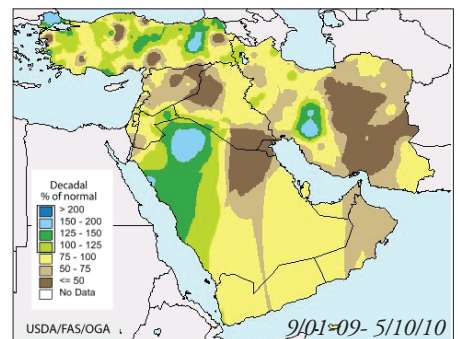 Decadal
% of normal
> 200
150 - 200
125 - 150
100 - 125
75 - 100
50 - 75
<= 50
No Data
USDA/FAS/OGA
9/01-09- 5/10/10